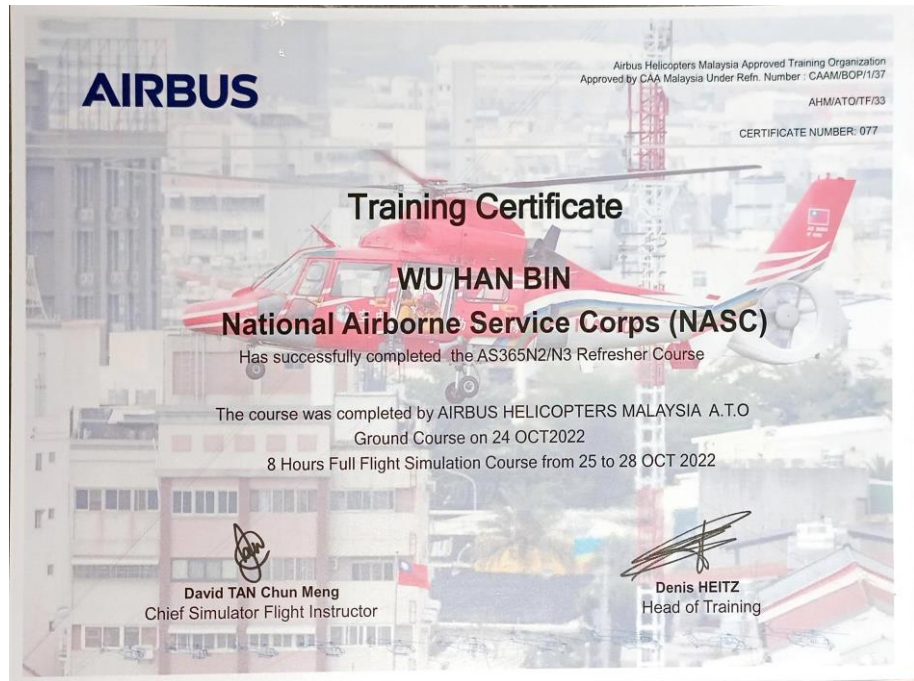 AIRBUS
Airbus Helicopters Malaysia Approved Training Organization
Approved by CAA Malaysia Under Refn. Number : CAAM/BOP/1/37
AHM/ATO/TF/33
CERTIFICATE NUMBER: 077
Training Certificate
WU HAN BIN
National Airborne Service Corps (NASC)
Has successfully completed the AS365N2/N3 Refresher Course
The course was completed by AIRBUS HELICOPTERS MALAYSIA A.T.O
Ground Course on 24 OCT2022
8 Hours Full Flight Simulation Course from 25 to 28 OCT 2022
David TAN Chun Meng
Chief Simulator Flight Instructor
Denis HEITZ
Head of Training